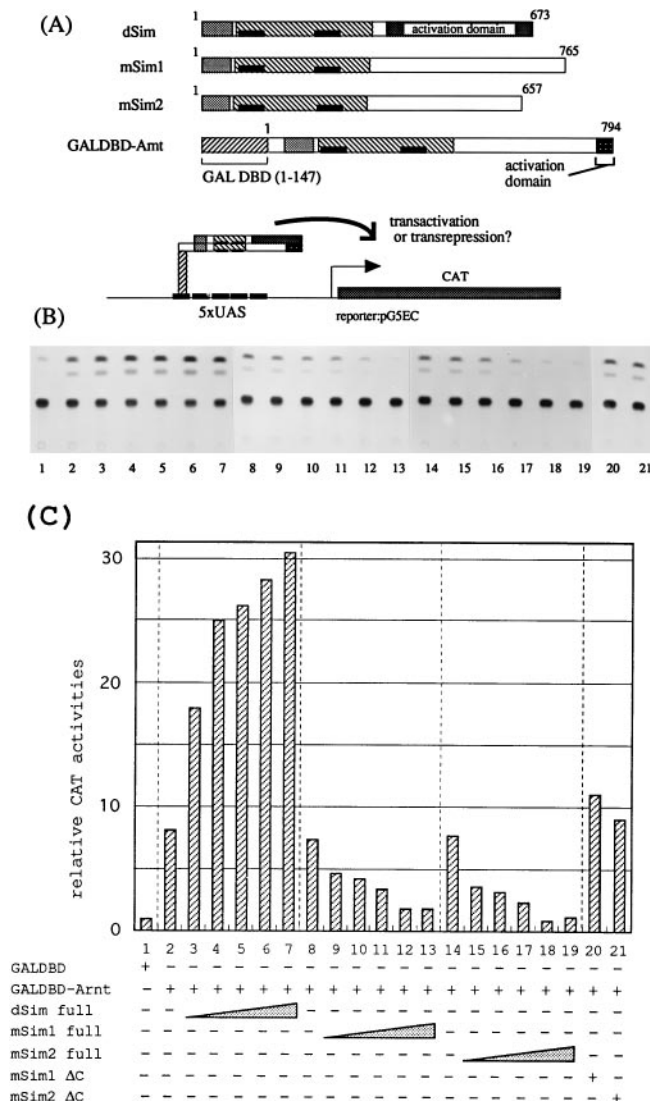 (A)
1 673
dSim activation domain
1 765
mSim1
1 657
mSim2
1 794
GALDBD-Arnt
GAL DBD (1-147)
activation
domain
transactivation
or transrepression?
CAT
5xUAS
reporter:pG5EC
(B)
1 2 3 4 5 6 7 8 9 10 11 12 13 14 15 16 17 18 19 20 21
(C)
30
20
10
0
relative CAT activities
1 2 3 4 5 6 7 8 9 10 11 12 13 14 15 16 17 18 19 20 21
GALDBD + - - - - - - - - - - - - - - - - - - - -
GALDBD-Arnt - + + + + + + + + + + + + + + + + + + + +
dSim full - - - - - - - - - - - - - - - -
mSim1 full - - - - - - - - - - - - - - - -
mSim2 full - - - - - - - - - - - - - - - -
mSim1 ΔC - - - - - - - - - - - - - - - - - - - + -
mSim2 ΔC - - - - - - - - - - - - - - - - - - - - +